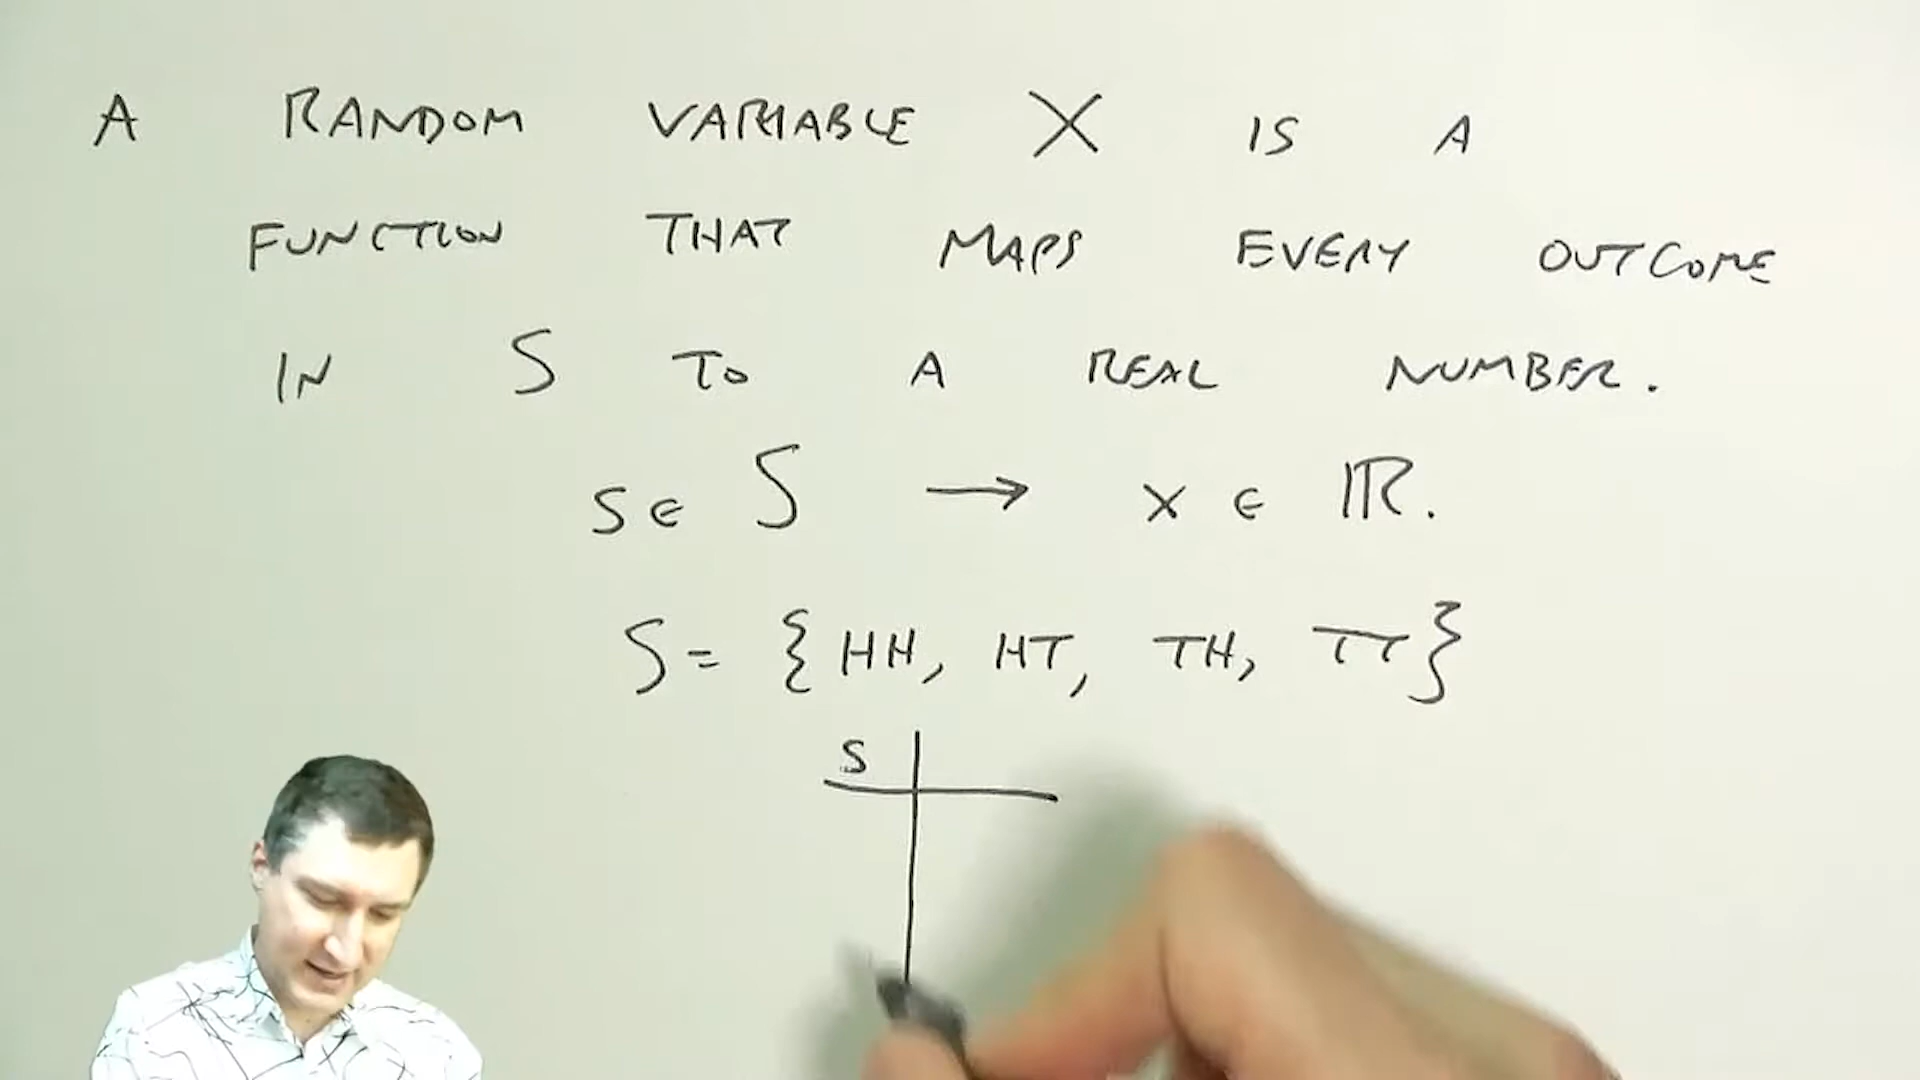 A RANDOM VARIABLE X IS A
FUNCTION THAT MAPS EVERY OUTCOME
IN S TO A REAL NUMBER.
s ∈ S → x ∈ ℝ.
S = {HH, HT, TH, TT}
s